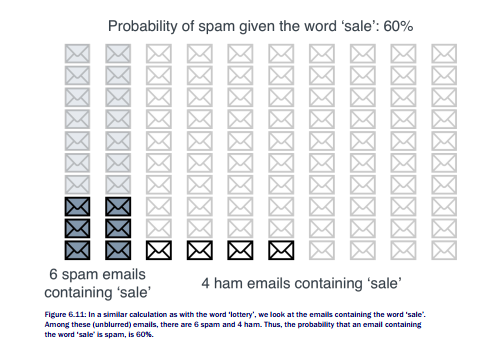 Probability of spam given the word ‘sale’: 60%
6 spam emails
containing ‘sale’
4 ham emails containing ‘sale’
Figure 6.11: In a similar calculation as with the word ‘lottery’, we look at the emails containing the word ‘sale’.
Among these (unblurred) emails, there are 6 spam and 4 ham. Thus, the probability that an email containing
the word ‘sale’ is spam, is 60%.